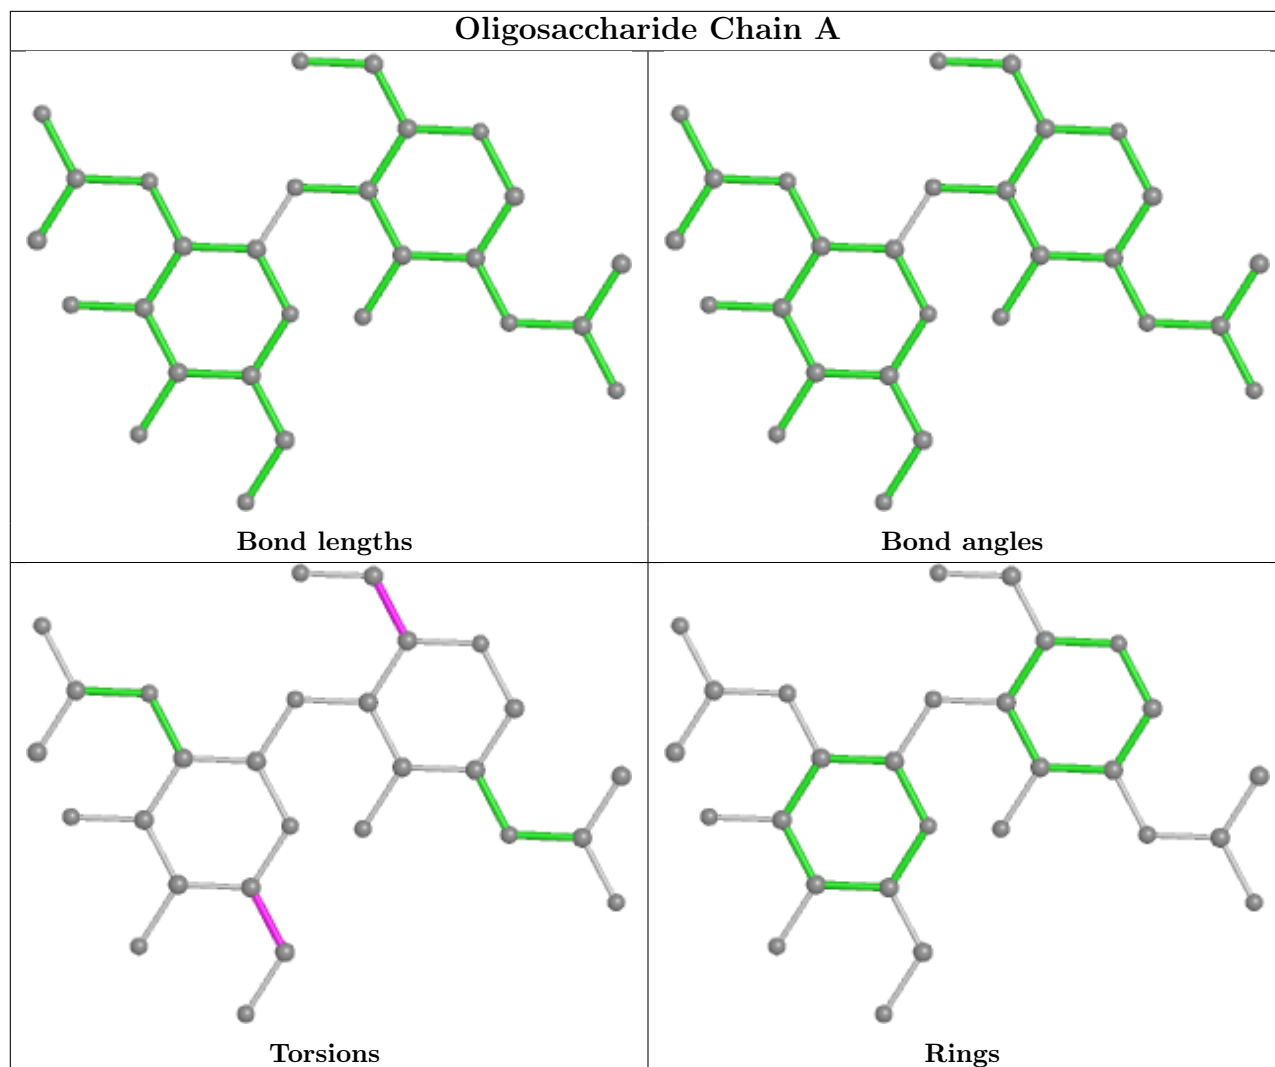 Oligosaccharide Chain A
Bond lengths
Bond angles
Torsions
Rings